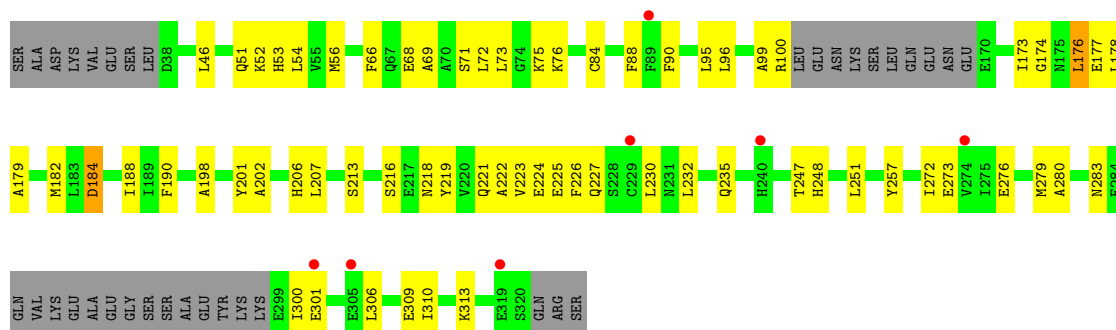 SER ALA ASP LYS VAL GLU SER LEU D38 L46 Q51 K52 H53 L54 V55 M56 F66 Q67 E68 A69 A70 S71 L72 L73 G74 K75 K76 C84 F88 F89 F90 L95 L96 A99 R100 LEU GLU ASN LYS SER LEU GLN GLU ASN GLU E170 I173 G174 N175 L176 E177 L178
A179 M182 L183 D184 I188 I189 F190 A198 Y201 A202 H206 L207 S213 S216 E217 N218 Y219 V220 Q221 A222 V223 E224 E225 F226 Q227 S228 C229 L230 N231 L232 Q235 H240 T247 H248 L251 Y257 I272 E273 V274 I275 E276 M279 A280 N283
GLN VAL LYS GLU ALA GLU GLY SER SER ALA GLU TYR LYS LYS E299 I300 E301 E305 L306 E309 I310 K313 E319 S320 GLN ARG SER